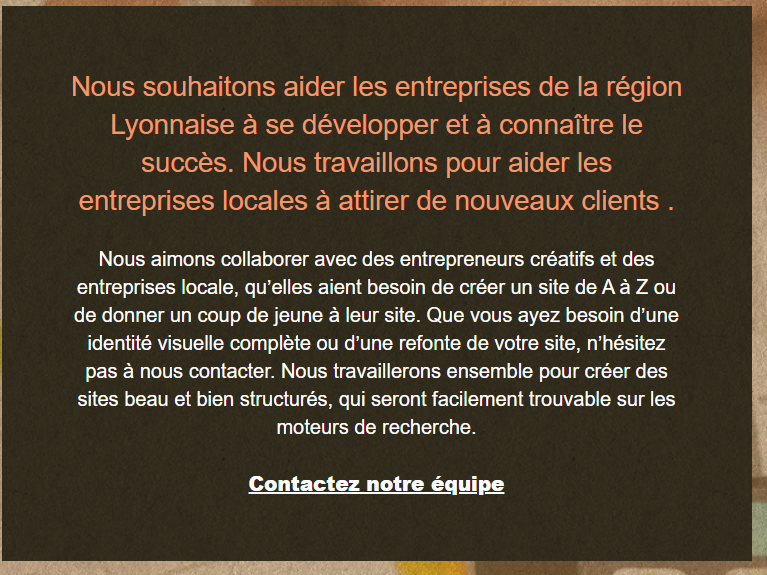 Nous souhaitons aider les entreprises de la région
Lyonnaise à se développer et à connaître le
succès. Nous travaillons pour aider les
entreprises locales à attirer de nouveaux clients .
Nous aimons collaborer avec des entrepreneurs créatifs et des
entreprises locale, qu’elles aient besoin de créer un site de A à Z ou
de donner un coup de jeune à leur site. Que vous ayez besoin d’une
identité visuelle complète ou d’une refonte de votre site, n’hésitez
pas à nous contacter. Nous travaillerons ensemble pour créer des
sites beau et bien structurés, qui seront facilement trouvable sur les
moteurs de recherche.
Contactez notre équipe